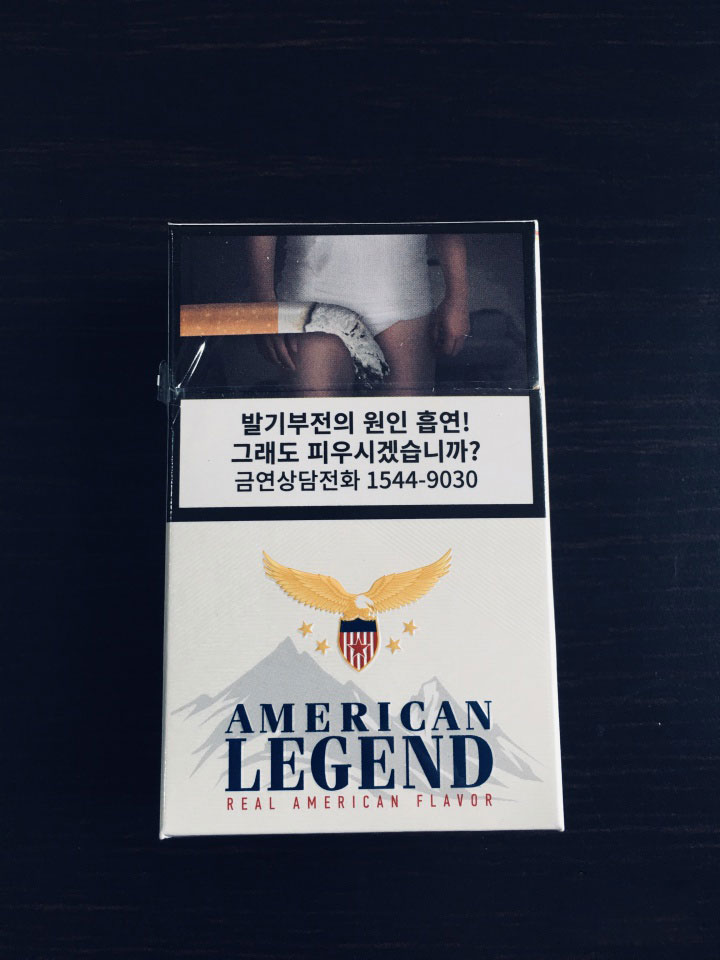 발기부전의 원인 흡연!
그래도 피우시겠습니까?
금연상담전화 1544-9030
AMERICAN
LEGEND
REAL AMERICAN FLAVOR